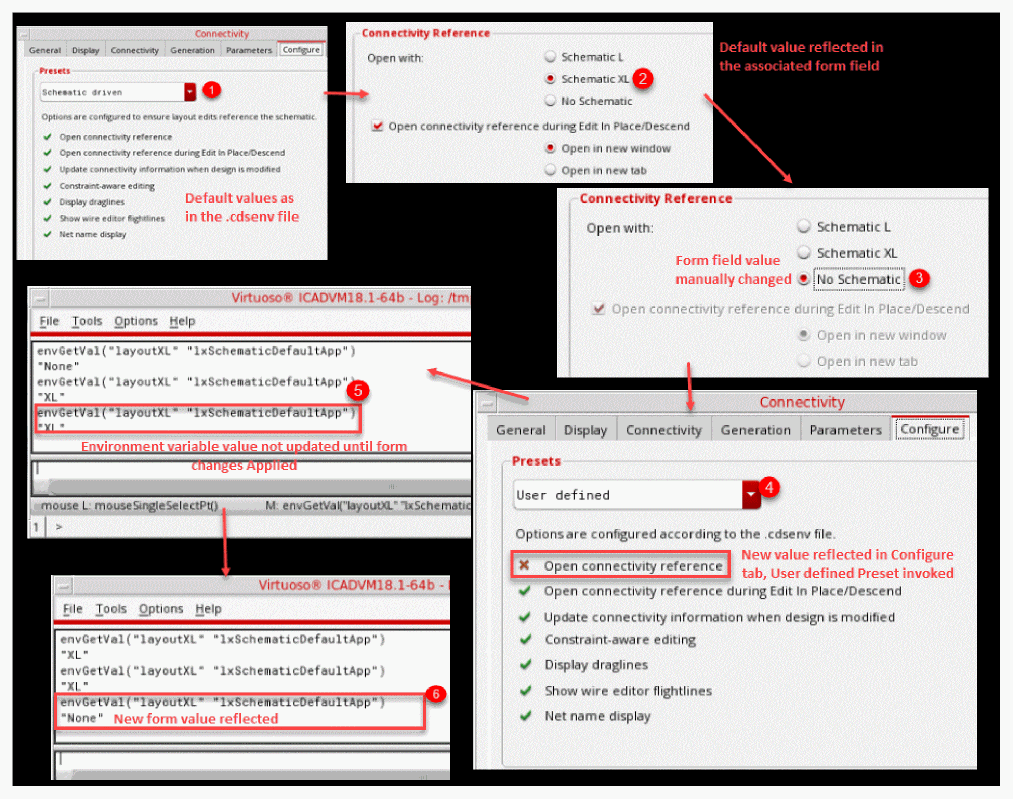 Connectivity
General Display Connectivity Generation Parameters Configure
Presets
Schematic driven
1
Options are configured to ensure layout edits reference the schematic.
Open connectivity reference
Open connectivity reference during Edit In Place/Descend
Update connectivity information when design is modified
Constraint-aware editing
Display draglines
Show wire editor flightlines
Net name display
Default values as
in the .cdsenv file
Connectivity Reference
Open with:
Schematic L
Schematic XL
2
No Schematic
Open connectivity reference during Edit In Place/Descend
Open in new window
Open in new tab
Default value reflected in
the associated form field
Connectivity Reference
Open with:
Schematic L
Schematic XL
No Schematic
3
Form field value
manually changed
Open connectivity reference during Edit In Place/Descend
Open in new window
Open in new tab
Connectivity
General Display Connectivity Generation Parameters Configure
Presets
User defined
4
Options are configured according to the .cdsenv file.
Open connectivity reference
New value reflected in Configure
tab, User defined Preset invoked
Open connectivity reference during Edit In Place/Descend
Update connectivity information when design is modified
Constraint-aware editing
Display draglines
Show wire editor flightlines
Net name display
Virtuoso® ICADVM18.1-64b - Log: /tm
File Tools Options Help
envGetVal("layoutXL" "lxSchematicDefaultApp")
"None"
envGetVal("layoutXL" "lxSchematicDefaultApp")
"XL"
5
envGetVal("layoutXL" "lxSchematicDefaultApp")
"XL"
Environment variable value not updated until form
changes Applied
mouse L: mouseSingleSelectPt() M: envGetVal("layoutXL" "lxSchematic
1 >
Virtuoso® ICADVM18.1-64b -
File Tools Options Help
envGetVal("layoutXL" "lxSchematicDefaultApp")
"XL"
envGetVal("layoutXL" "lxSchematicDefaultApp")
"XL"
6
envGetVal("layoutXL" "lxSchematicDefaultApp")
"None" New form value reflected